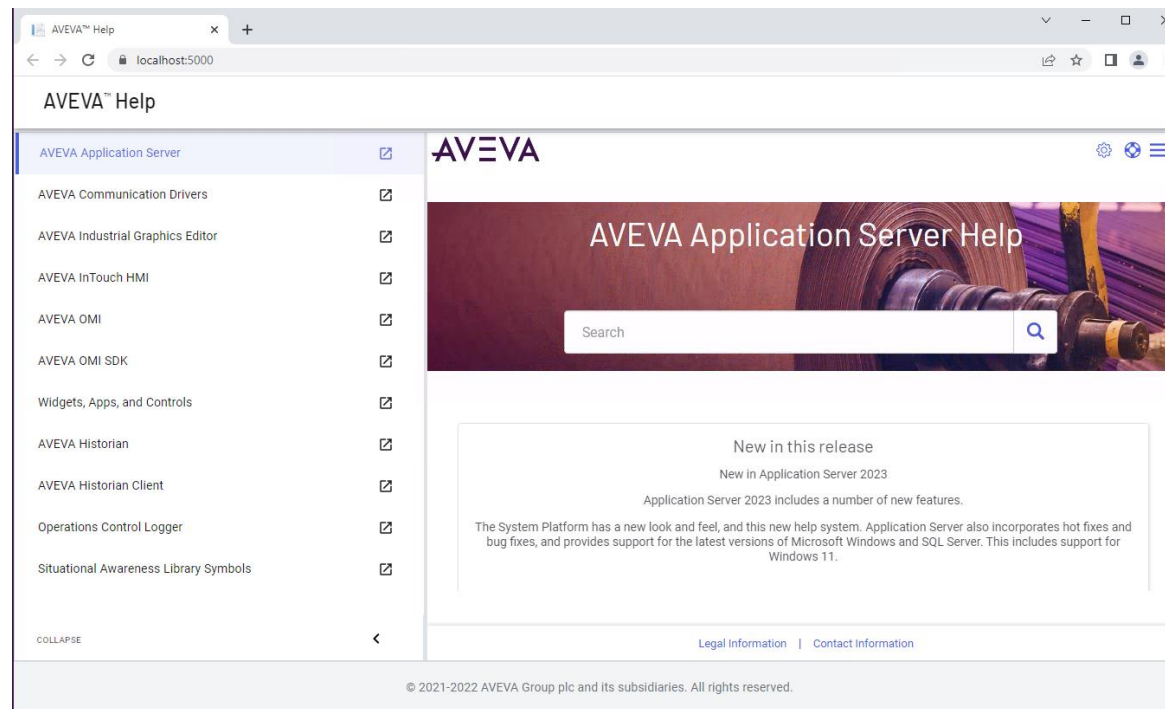 AVEVA™ Help
localhost:5000
AVEVA™ Help
AVEVA Application Server
AVEVA Communication Drivers
AVEVA Industrial Graphics Editor
AVEVA InTouch HMI
AVEVA OMI
AVEVA OMI SDK
Widgets, Apps, and Controls
AVEVA Historian
AVEVA Historian Client
Operations Control Logger
Situational Awareness Library Symbols
COLLAPSE
AVEVA
AVEVA Application Server Help
Search
New in this release
New in Application Server 2023
Application Server 2023 includes a number of new features.
The System Platform has a new look and feel, and this new help system. Application Server also incorporates hot fixes and
bug fixes, and provides support for the latest versions of Microsoft Windows and SQL Server. This includes support for
Windows 11.
Legal Information | Contact Information
© 2021-2022 AVEVA Group plc and its subsidiaries. All rights reserved.